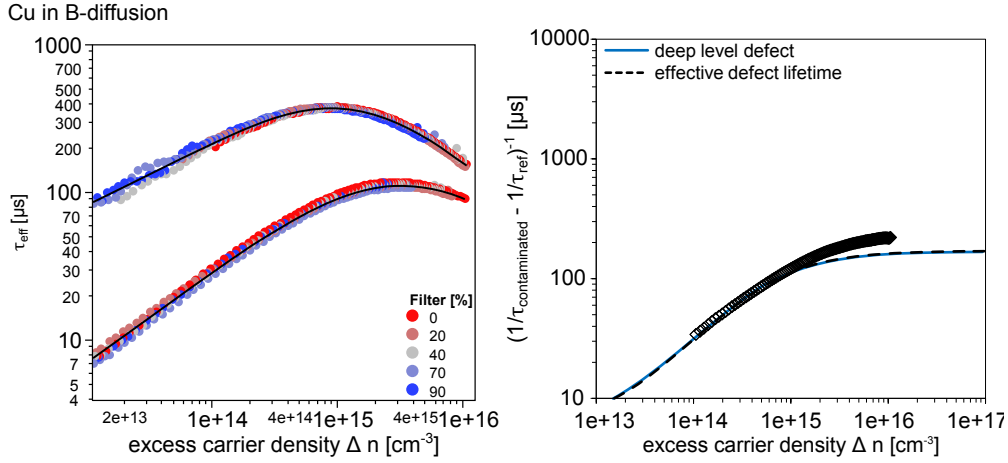 Cu in B-diffusion
1000
700
500
400
300
200
100
70
50
40
30
20
10
7
5
4
τeff [µs]
Filter [%]
0
20
40
70
90
2e+13
1e+14
4e+14
1e+15
4e+15
1e+16
excess carrier density Δ n [cm-3]
10000
1000
100
10
(1/τcontaminated - 1/τref)-1 [µs]
deep level defect
effective defect lifetime
1e+13
1e+14
1e+15
1e+16
1e+17
excess carrier density Δ n [cm-3]